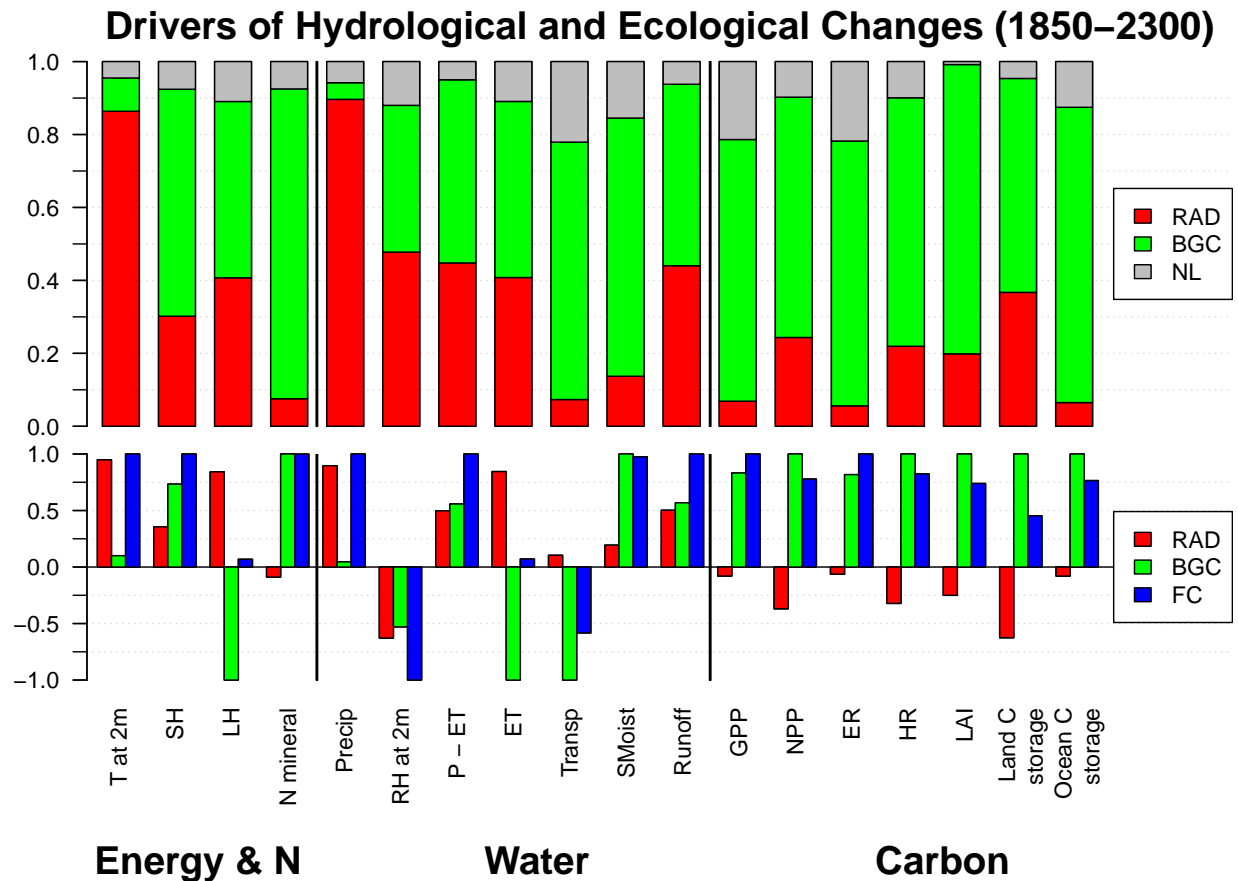 Drivers of Hydrological and Ecological Changes (1850–2300)
1.0
0.8
0.6
0.4
0.2
0.0
RAD
BGC
NL
1.0
0.5
0.0
−0.5
−1.0
RAD
BGC
FC
T at 2m
SH
LH
N mineral
Precip
RH at 2m
P − ET
ET
Transp
SMoist
Runoff
GPP
NPP
ER
HR
LAI
Land C
storage
Ocean C
storage
Energy & N
Water
Carbon